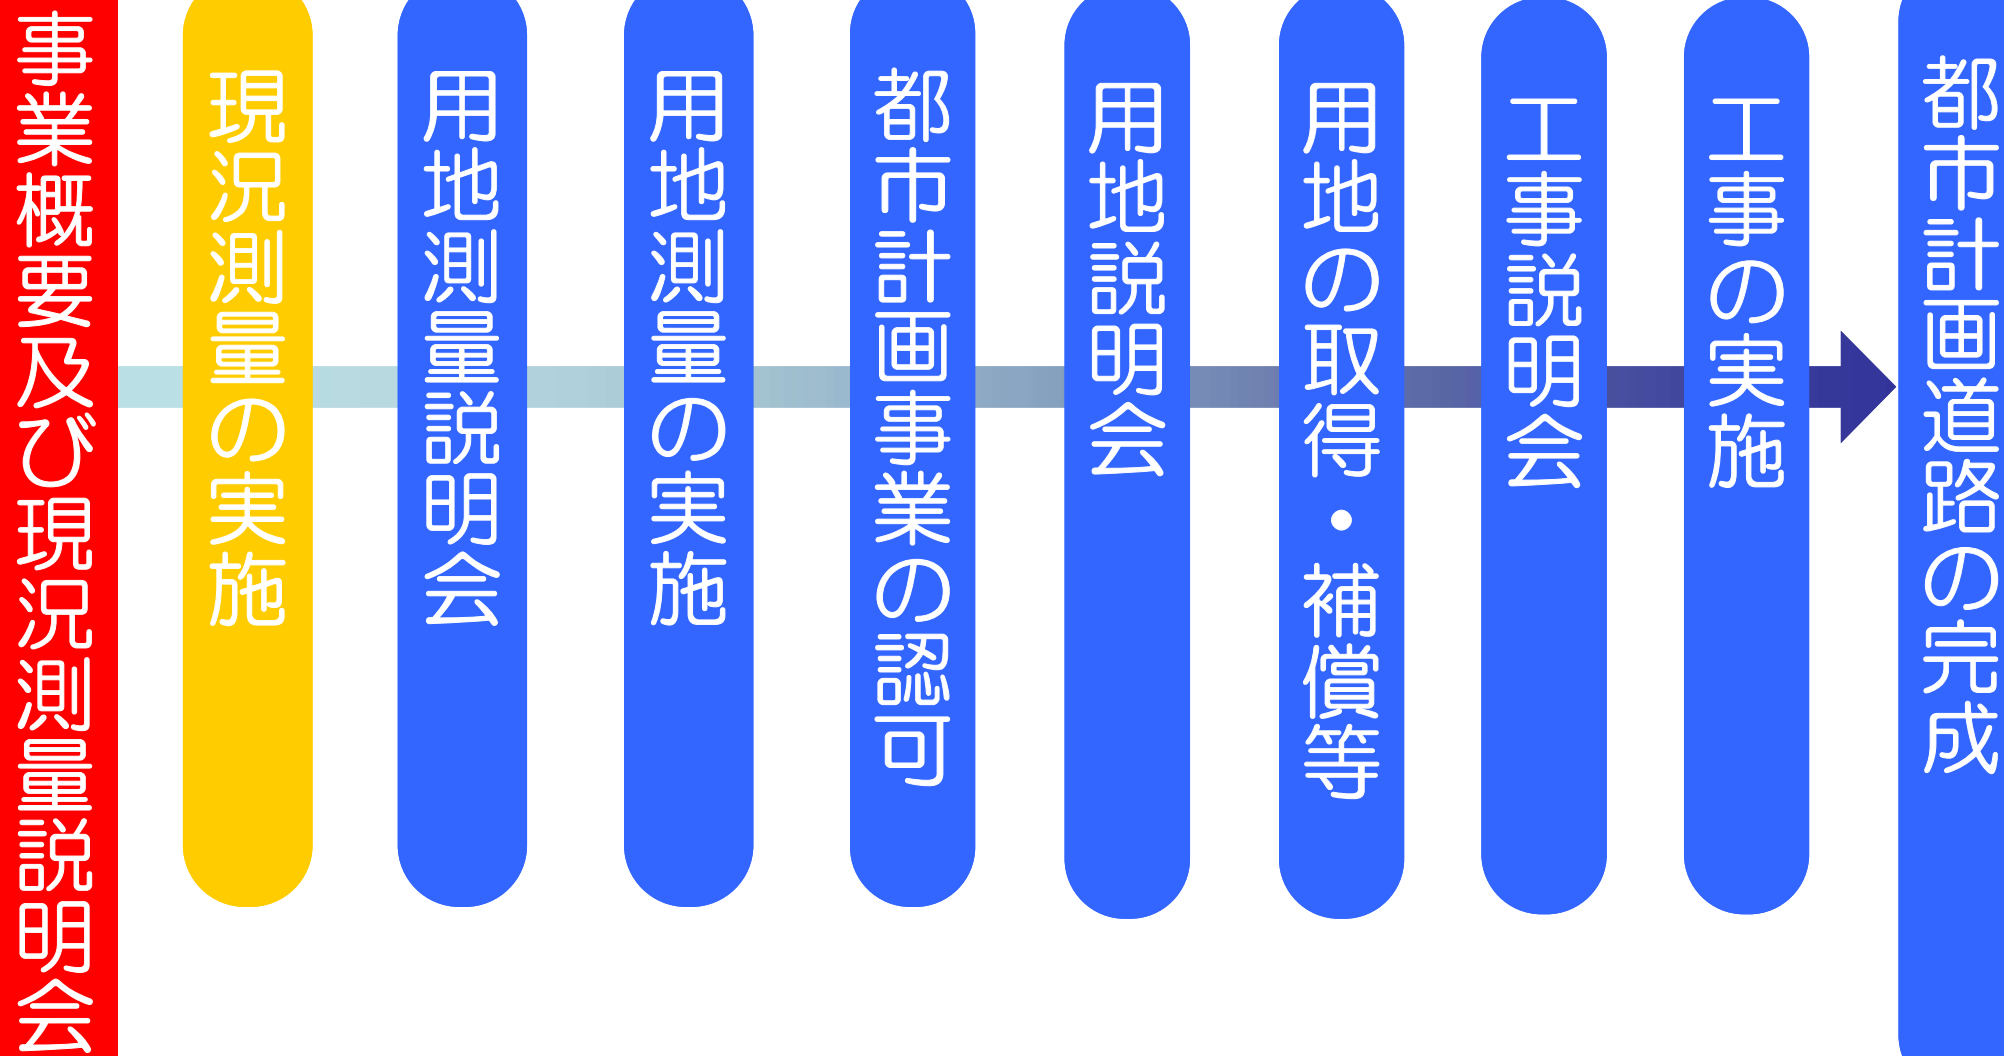 事業概要及び現況測量説明会
現況測量の実施
用地測量説明会
用地測量の実施
都市計画事業の認可
用地説明会
用地の取得・補償等
工事説明会
工事の実施
都市計画道路の完成